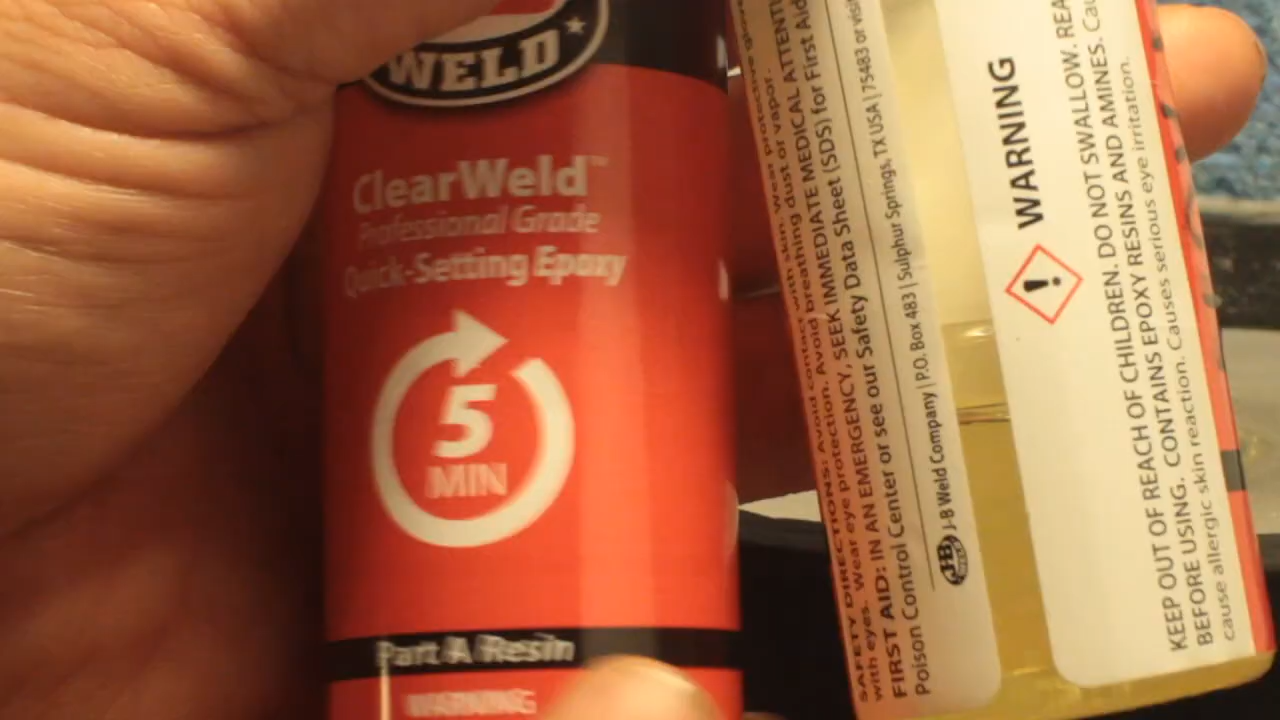 WELD
ClearWeld™
Professional Grade
Quick-Setting Epoxy
5
MIN
Part A Resin
WARNING
SAFETY DIRECTIONS: Avoid contact with skin. Wear protective
with eyes. Wear eye protection. Avoid breathing dust or vapor.
FIRST AID: IN AN EMERGENCY, SEEK IMMEDIATE MEDICAL
Poison Control Center or see our Safety Data Sheet (SDS) for First Aid
J-B WELD J-B Weld Company | P.O. Box 483 | Sulphur Springs, TX USA | 75483 or visit
WARNING
KEEP OUT OF REACH OF CHILDREN. DO NOT SWALLOW.
BEFORE USING. CONTAINS EPOXY RESINS AND AMINES.
cause allergic skin reaction. Causes serious eye irritation.